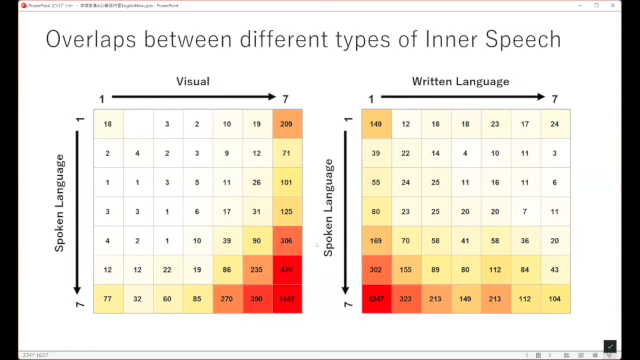 Overlaps between different types of Inner Speech
Visual
1 7
Spoken Language
1
7
18 3 2 10 19 209
2 4 2 3 9 12 71
1 1 3 5 11 26 101
3 3 1 6 17 31 125
4 2 1 10 39 90 306
12 12 22 19 86 235
77 32 60 85 270 390
Written Language
1 7
Spoken Language
1
7
149 12 18 18 23 17 24
39 22 14 4 10 11 3
55 24 25 11 16 11 6
80 23 25 20 20 7 11
169 70 58 41 58 36 20
302 155 89 80 112 84 43
323 213 149 213 112 104